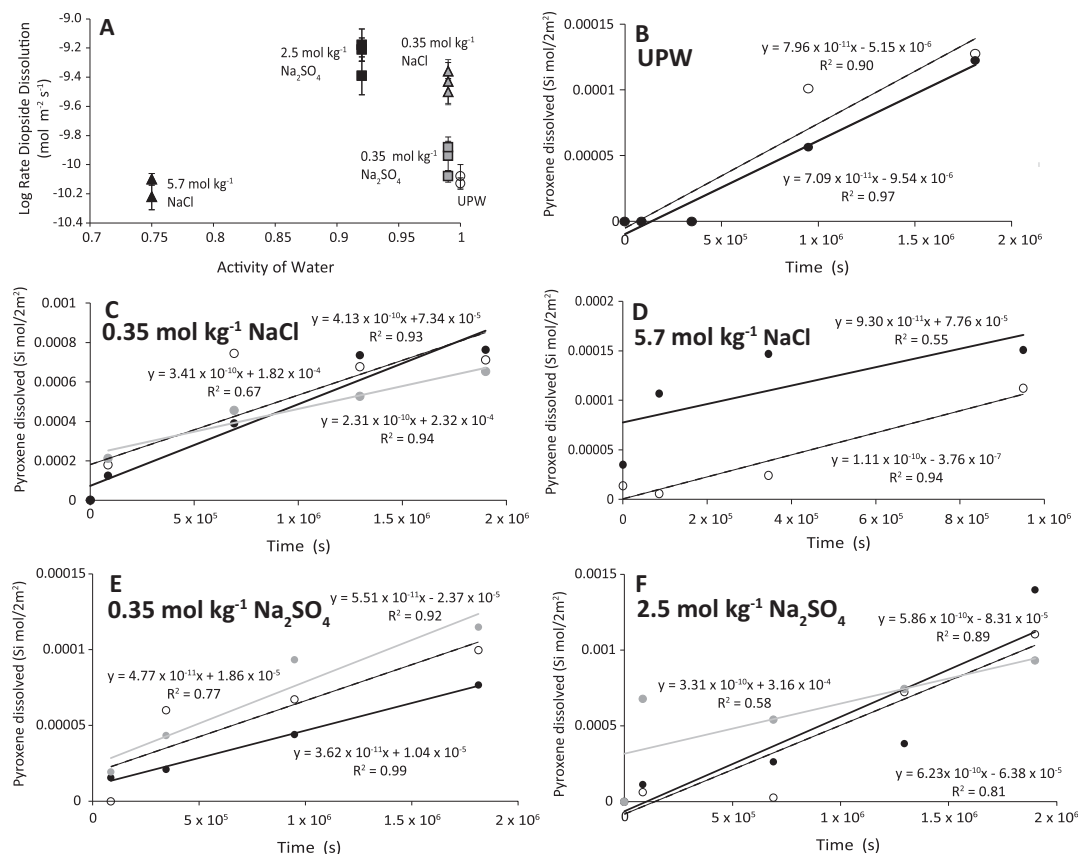 A
Log Rate Diopside Dissolution
(mol m⁻² s⁻¹)
-9.0
-9.2
-9.4
-9.6
-9.8
-10
-10.2
-10.4
2.5 mol kg⁻¹
Na₂SO₄
0.35 mol kg⁻¹
NaCl
0.35 mol kg⁻¹
Na₂SO₄
5.7 mol kg⁻¹
NaCl
UPW
0.7 0.75 0.8 0.85 0.9 0.95 1
Activity of Water
B
UPW
Pyroxene dissolved (Si mol/2m²)
0.00015
0.0001
0.00005
0
y = 7.96 x 10⁻¹¹x - 5.15 x 10⁻⁶
R² = 0.90
y = 7.09 x 10⁻¹¹x - 9.54 x 10⁻⁶
R² = 0.97
0 5 x 10⁵ 1 x 10⁶ 1.5 x 10⁶ 2 x 10⁶
Time (s)
C
0.35 mol kg⁻¹ NaCl
Pyroxene dissolved (Si mol/2m²)
0.001
0.0008
0.0006
0.0004
0.0002
0
y = 4.13 x 10⁻¹⁰x +7.34 x 10⁻⁵
R² = 0.93
y = 3.41 x 10⁻¹⁰x + 1.82 x 10⁻⁴
R² = 0.67
y = 2.31 x 10⁻¹⁰x + 2.32 x 10⁻⁴
R² = 0.94
0 5 x 10⁵ 1 x 10⁶ 1.5 x 10⁶ 2 x 10⁶
Time (s)
D
5.7 mol kg⁻¹ NaCl
Pyroxene dissolved (Si mol/2m²)
0.0002
0.00015
0.0001
0.00005
0
y = 9.30 x 10⁻¹¹x + 7.76 x 10⁻⁵
R² = 0.55
y = 1.11 x 10⁻¹⁰x - 3.76 x 10⁻⁷
R² = 0.94
0 2 x 10⁵ 4 x 10⁵ 6 x 10⁵ 8 x 10⁵ 1 x 10⁶
Time (s)
E
0.35 mol kg⁻¹ Na₂SO₄
Pyroxene dissolved (Si mol/2m²)
0.00015
0.0001
0.00005
0
y = 5.51 x 10⁻¹¹x - 2.37 x 10⁻⁵
R² = 0.92
y = 4.77 x 10⁻¹¹x + 1.86 x 10⁻⁵
R² = 0.77
y = 3.62 x 10⁻¹¹x + 1.04 x 10⁻⁵
R² = 0.99
0 5 x 10⁵ 1 x 10⁶ 1.5 x 10⁶ 2 x 10⁶
Time (s)
F
2.5 mol kg⁻¹ Na₂SO₄
Pyroxene dissolved (Si mol/2m²)
0.0015
0.001
0.0005
0
y = 5.86 x 10⁻¹⁰x - 8.31 x 10⁻⁵
R² = 0.89
y = 3.31 x 10⁻¹⁰x + 3.16 x 10⁻⁴
R² = 0.58
y = 6.23x 10⁻¹⁰x - 6.38 x 10⁻⁵
R² = 0.81
0 5 x 10⁵ 1 x 10⁶ 1.5 x 10⁶ 2 x 10⁶
Time (s)